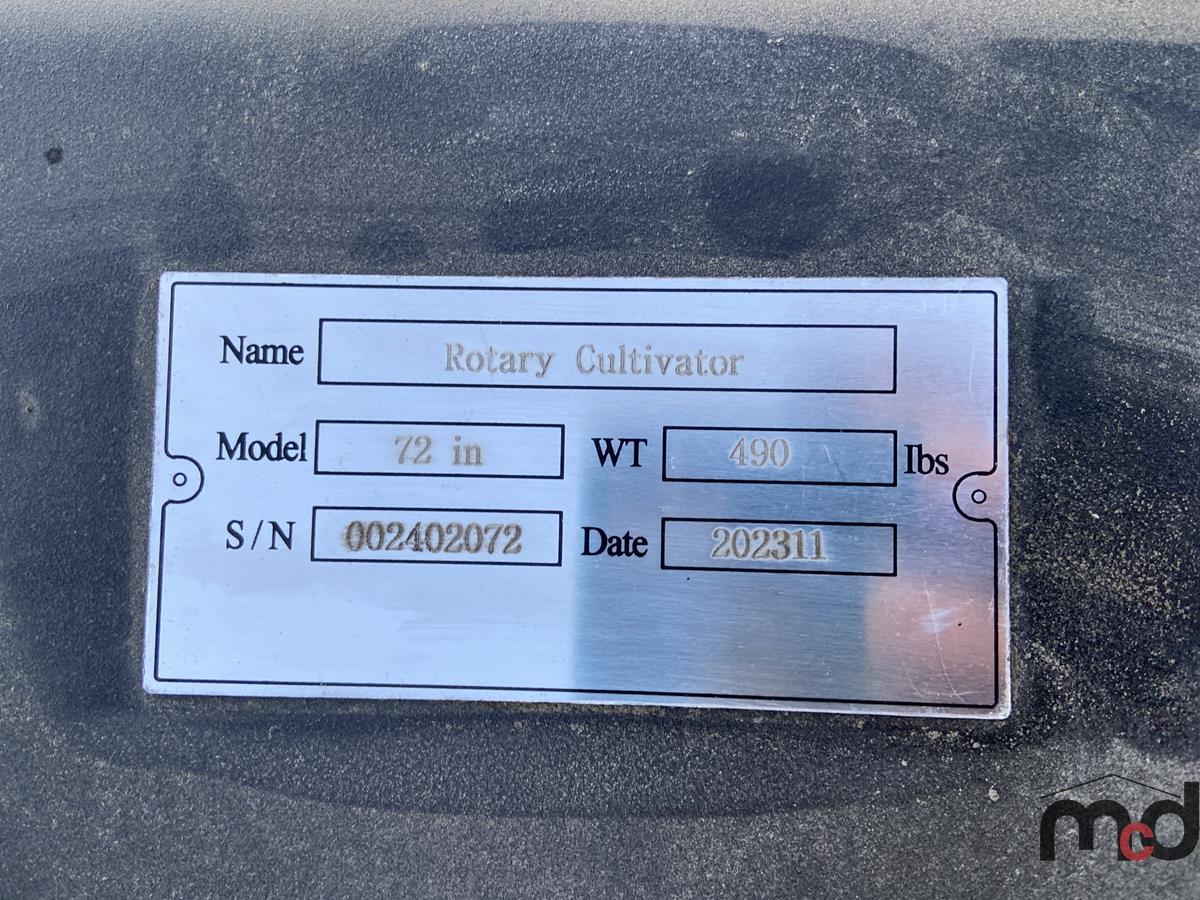 Name Rotary Cultivator
Model 72 in WT 490 lbs
S/N 002402072 Date 202311
mcd